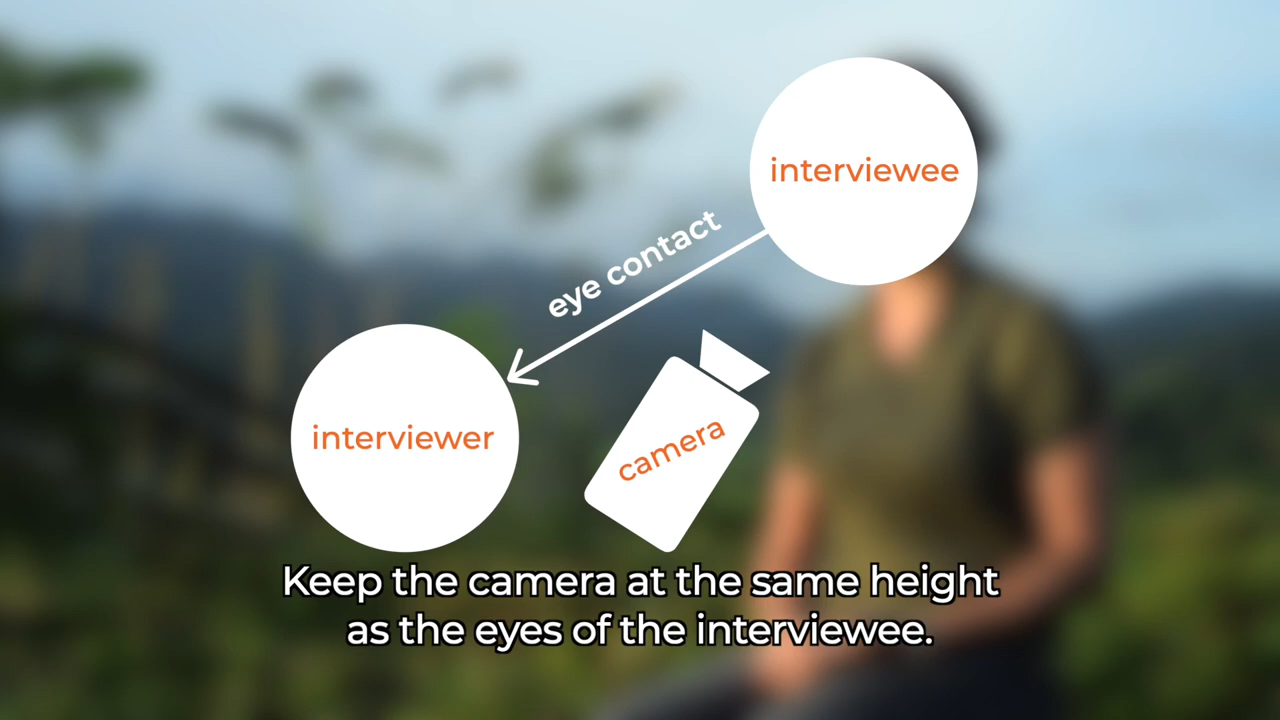 interviewee
eye contact
interviewer
camera
Keep the camera at the same height
as the eyes of the interviewee.